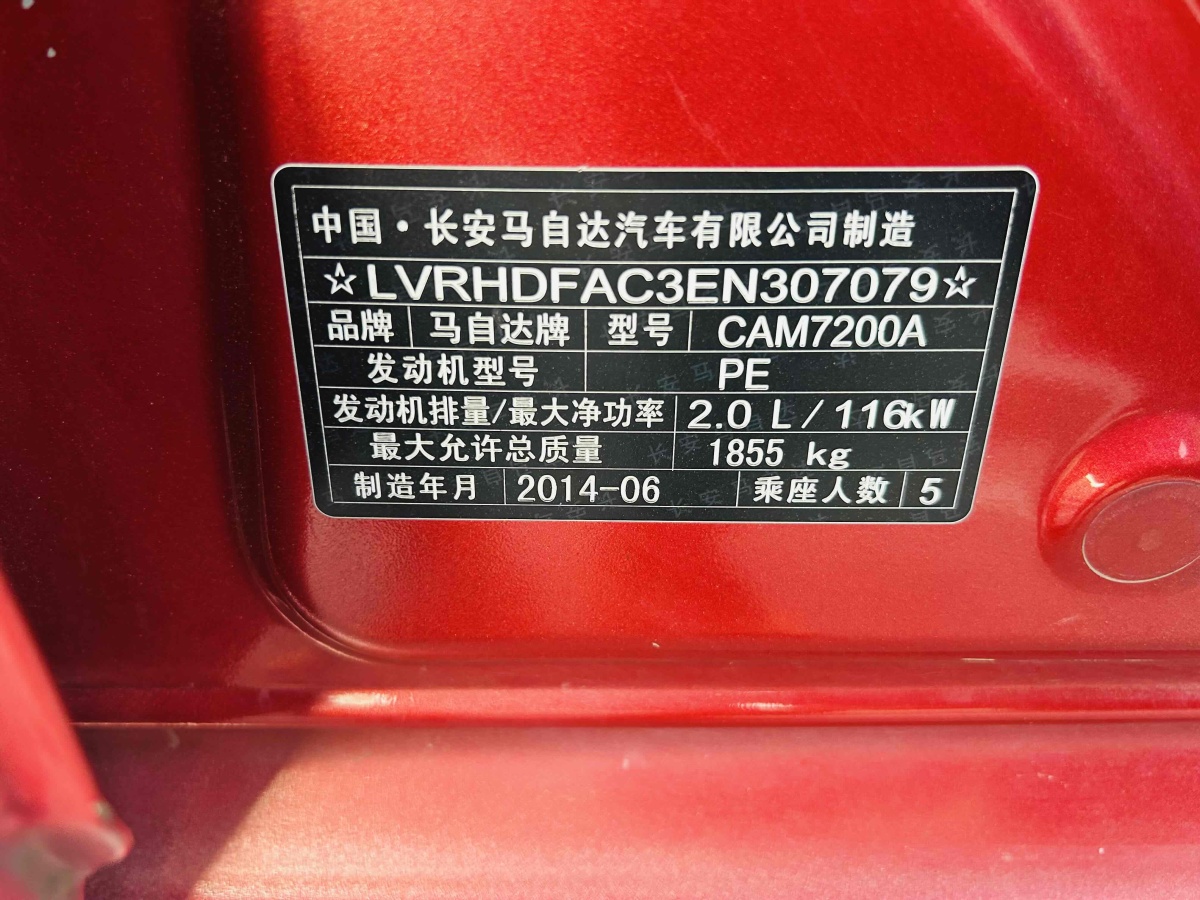 中国·长安马自达汽车有限公司制造
☆LVRHDFAC3EN307079☆
品牌 马自达牌 型号 CAM7200A
发动机型号 PE
发动机排量/最大净功率 2.0 L/116kW
最大允许总质量 1855 kg
制造年月 2014-06 乘座人数 5